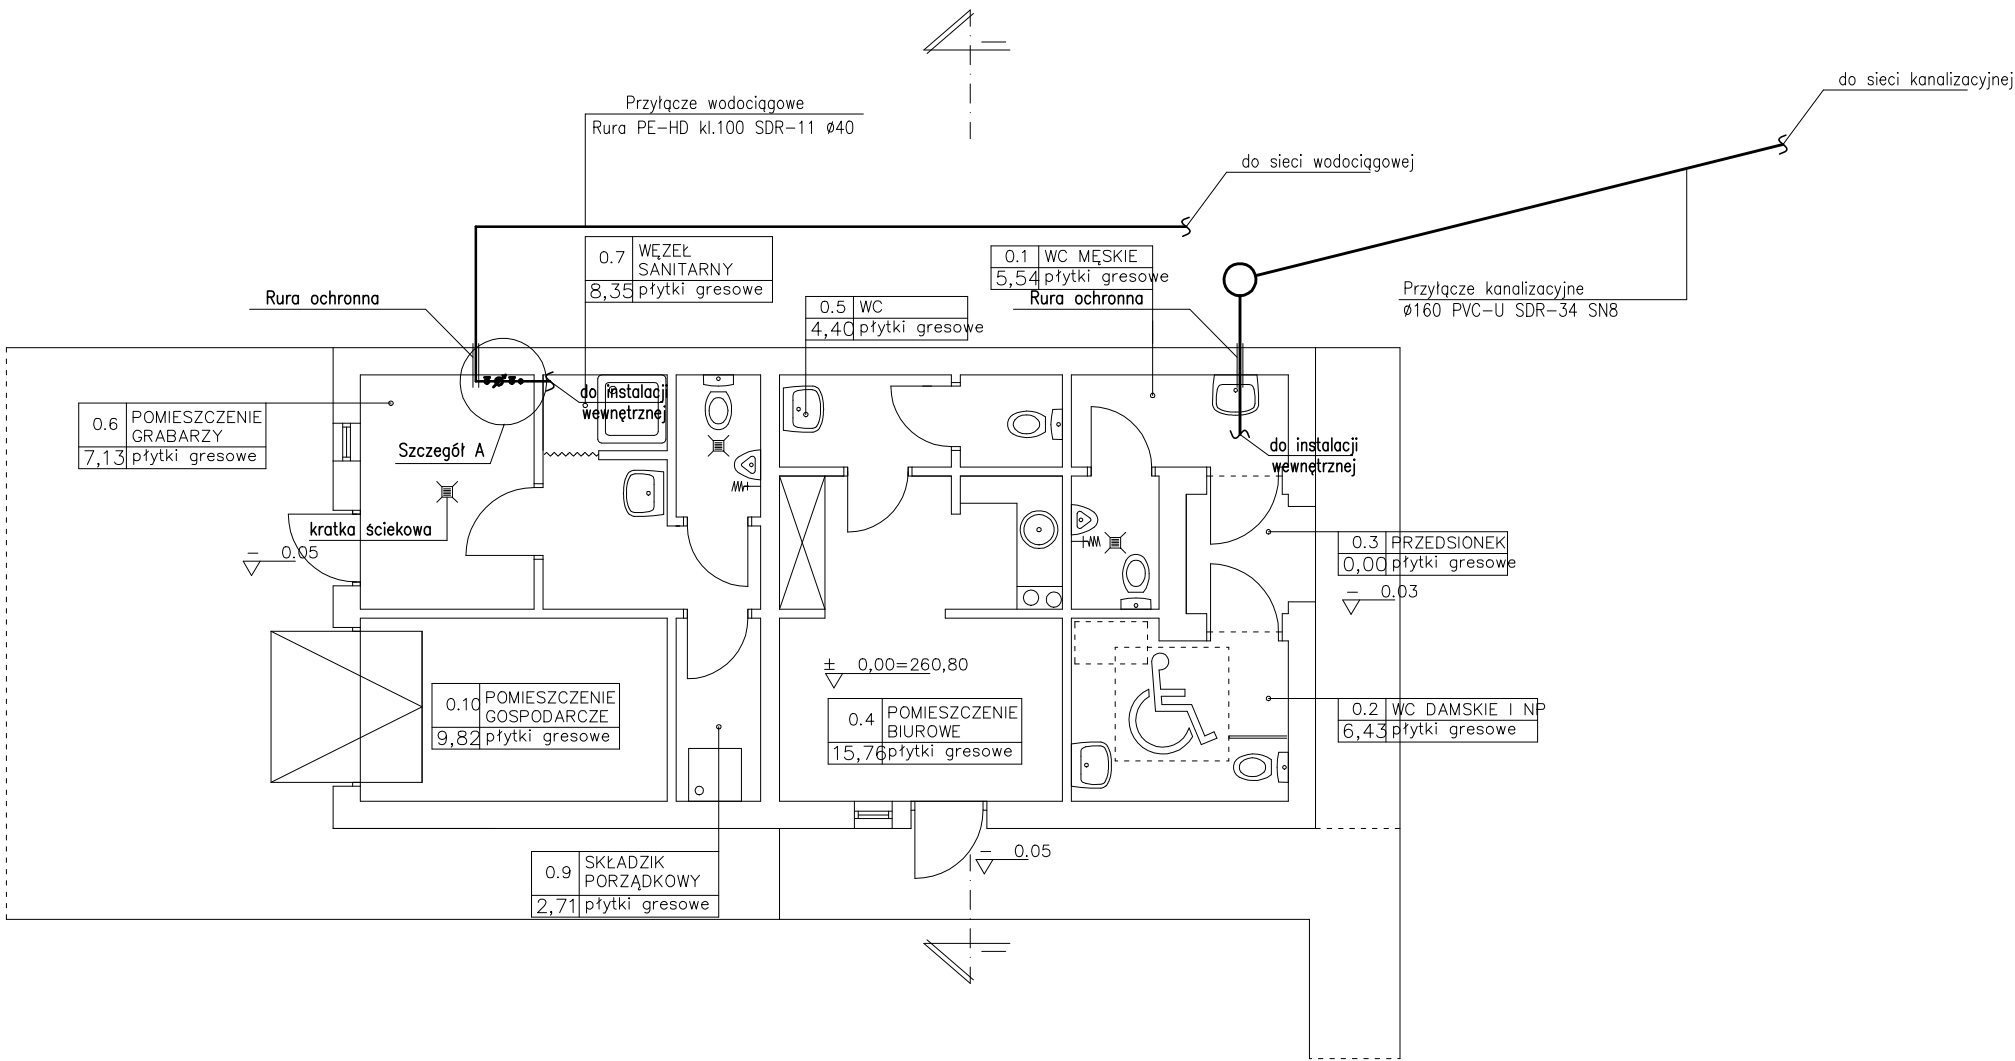 do sieci kanalizacyjnej
Przyłącze wodociągowe
Rura PE-HD kl.100 SDR-11 ø40
do sieci wodociągowej
0.7 WĘZEŁ
SANITARNY
8,35 płytki gresowe
0.1 WC MĘSKIE
5,54 płytki gresowe
Rura ochronna
Rura ochronna
0.5 WC
4,40 płytki gresowe
Przyłącze kanalizacyjne
ø160 PVC-U SDR-34 SN8
do instalacji
wewnętrznej
0.6 POMIESZCZENIE
GRABARZY
7,13 płytki gresowe
Szczegół A
do instalacji
wewnętrznej
kratka ściekowa
- 0.05
0.3 PRZEDSIONEK
0,00 płytki gresowe
- 0.03
± 0,00=260,80
0.10 POMIESZCZENIE
GOSPODARCZE
9,82 płytki gresowe
0.4 POMIESZCZENIE
BIUROWE
15,76 płytki gresowe
0.2 WC DAMSKIE I NP
6,43 płytki gresowe
- 0.05
0.9 SKŁADZIK
PORZĄDKOWY
2,71 płytki gresowe